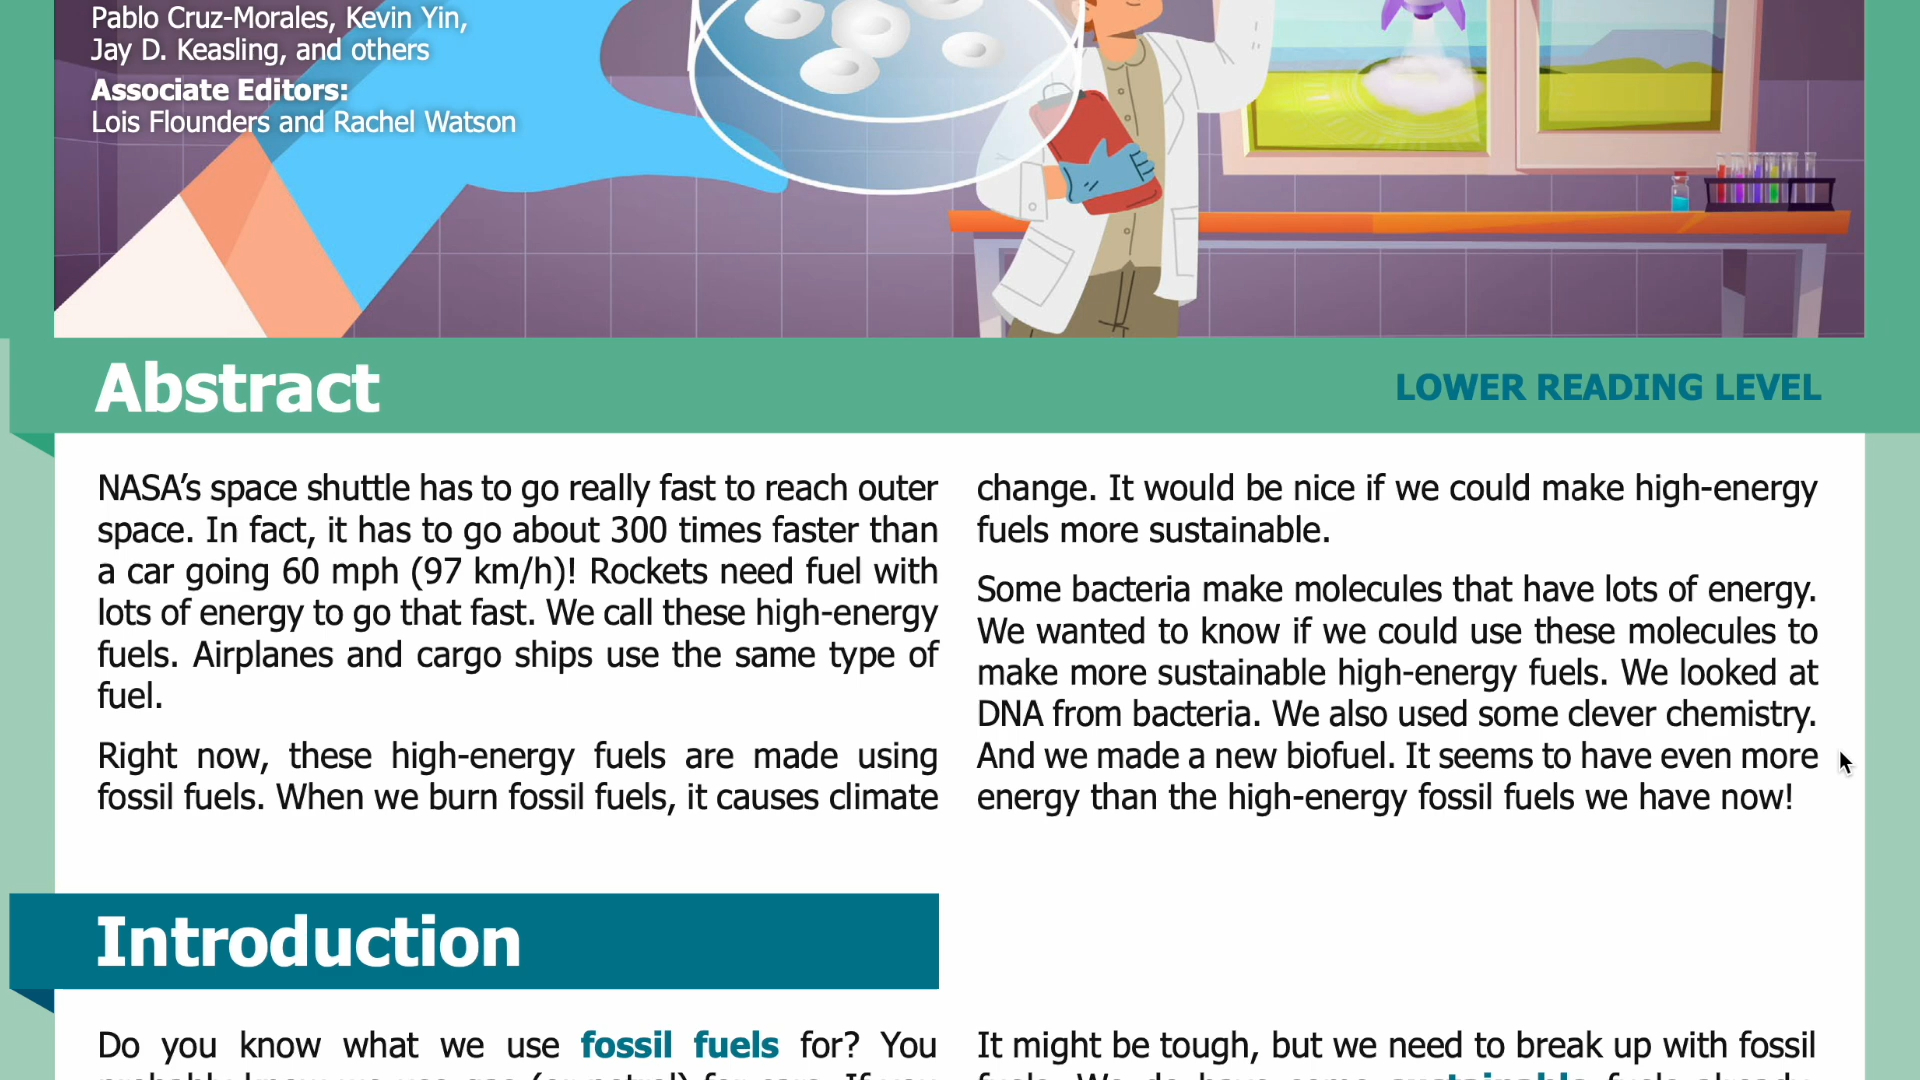 Pablo Cruz-Morales, Kevin Yin,
Jay D. Keasling, and others
Associate Editors:
Lois Flounders and Rachel Watson
Abstract
LOWER READING LEVEL
NASA’s space shuttle has to go really fast to reach outer
space. In fact, it has to go about 300 times faster than
a car going 60 mph (97 km/h)! Rockets need fuel with
lots of energy to go that fast. We call these high-energy
fuels. Airplanes and cargo ships use the same type of
fuel.
Right now, these high-energy fuels are made using
fossil fuels. When we burn fossil fuels, it causes climate
change. It would be nice if we could make high-energy
fuels more sustainable.
Some bacteria make molecules that have lots of energy.
We wanted to know if we could use these molecules to
make more sustainable high-energy fuels. We looked at
DNA from bacteria. We also used some clever chemistry.
And we made a new biofuel. It seems to have even more
energy than the high-energy fossil fuels we have now!
Introduction
Do you know what we use fossil fuels for? You
It might be tough, but we need to break up with fossil